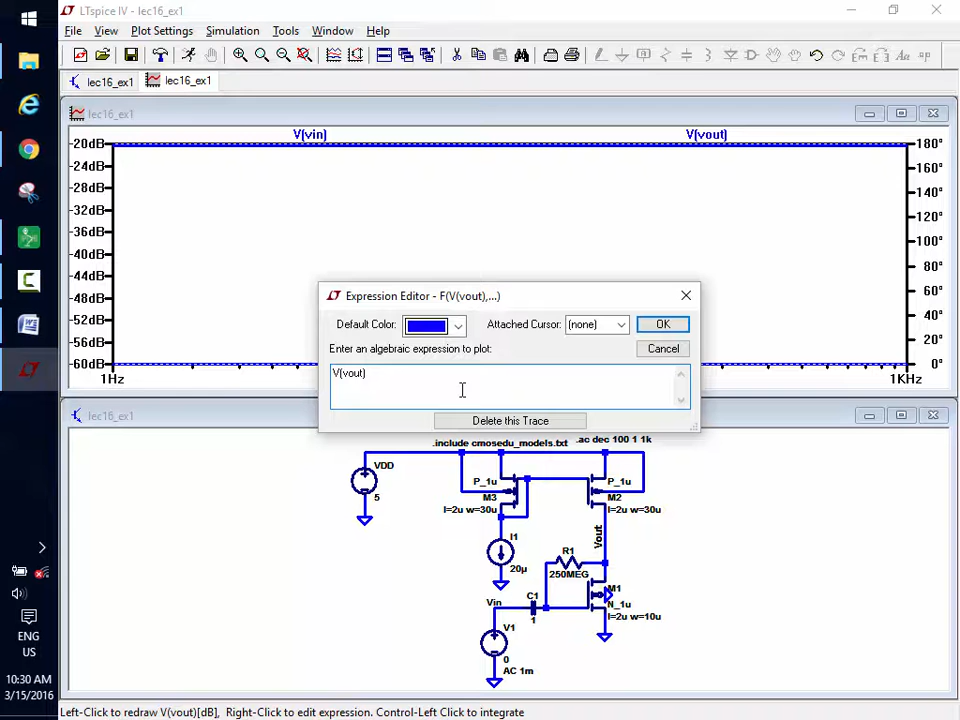 LTspice IV - lec16_ex1
File View Plot Settings Simulation Tools Window Help
lec16_ex1 lec16_ex1
lec16_ex1
V(vin) V(vout)
-20dB 180°
-24dB 160°
-28dB 140°
-32dB 120°
-36dB 100°
-40dB
-44dB
-48dB
-52dB 40°
-56dB 20°
-60dB 0°
1Hz 1KHz
Expression Editor - F(V(vout),...)
Default Color: Attached Cursor: (none) OK
Enter an algebraic expression to plot: Cancel
V(vout)
Delete this Trace
lec16_ex1
.include cmosedu_models.txt .ac dec 100 1 1k
VDD
5
P_1u
M3
l=2u w=30u
P_1u
M2
l=2u w=30u
I1
20µ
Vout
R1
250MEG
M1
N_1u
l=2u w=10u
Vin
C1
1
V1
0
AC 1m
ENG
US
10:30 AM
3/15/2016
Left-Click to redraw V(vout)[dB], Right-Click to edit expression. Control-Left Click to integrate